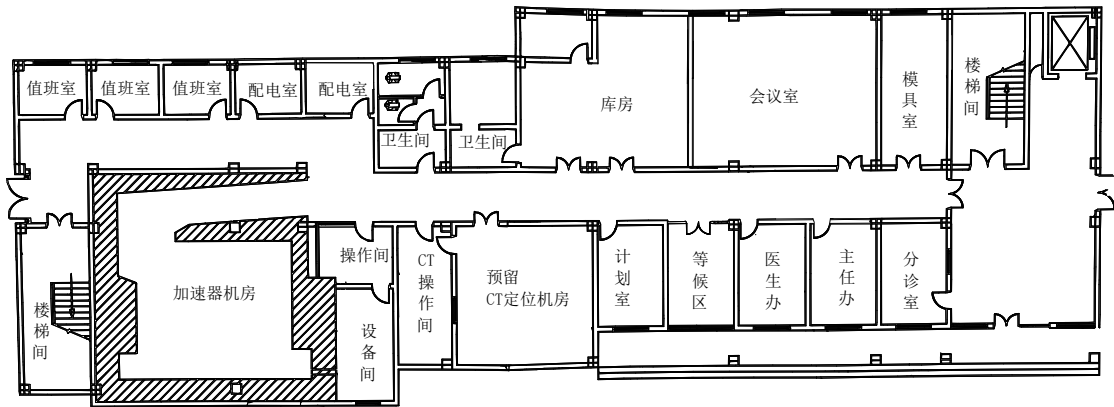 值班室
值班室
值班室
配电室
配电室
卫生间
卫生间
库房
会议室
模具室
楼梯间
楼梯间
加速器机房
操作间
设备间
CT操作间
预留
CT定位机房
计划室
等候区
医生办
主任办
分诊室